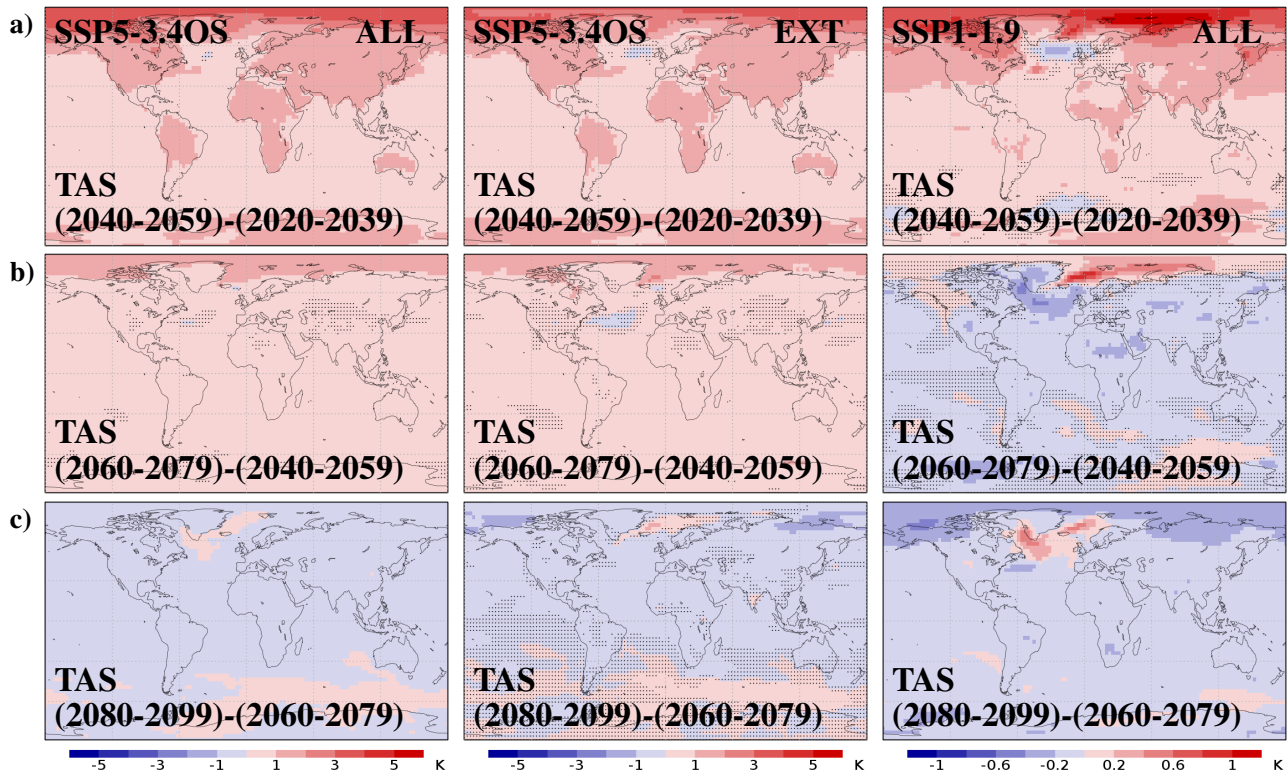 a) SSP5-3.4OS ALL SSP5-3.4OS EXT SSP1-1.9 ALL
TAS TAS TAS
(2040-2059)-(2020-2039) (2040-2059)-(2020-2039) (2040-2059)-(2020-2039)
b)
TAS TAS TAS
(2060-2079)-(2040-2059) (2060-2079)-(2040-2059) (2060-2079)-(2040-2059)
c)
TAS TAS TAS
(2080-2099)-(2060-2079) (2080-2099)-(2060-2079) (2080-2099)-(2060-2079)
-5 -3 -1 1 3 5 K -5 -3 -1 1 3 5 K -1 -0.6 -0.2 0.2 0.6 1 K